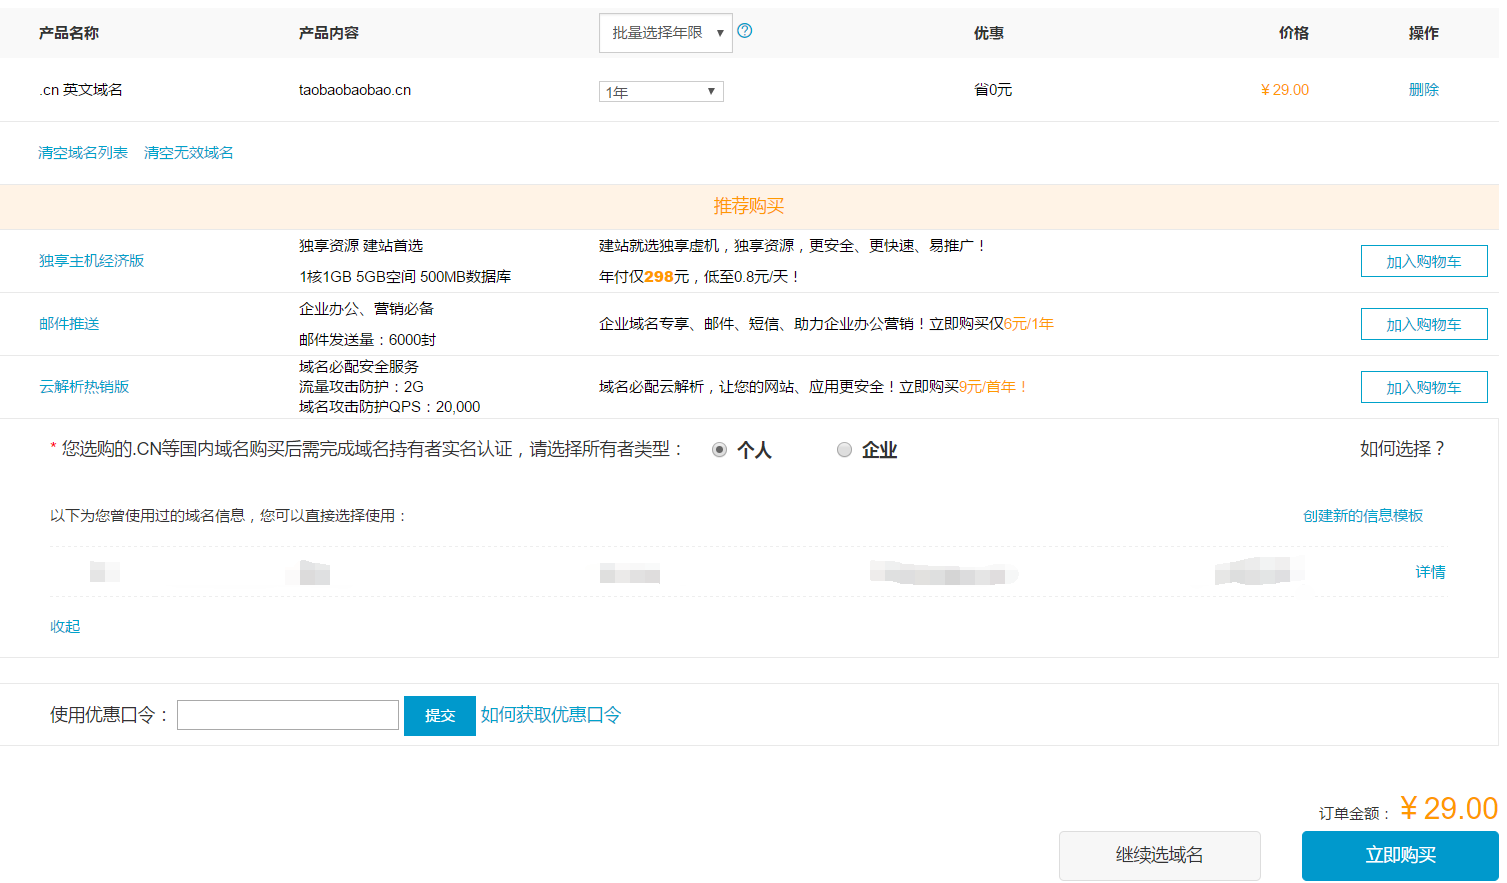 产品名称 产品内容 批量选择年限 优惠 价格 操作
.cn 英文域名 taobaobaobao.cn 1年 省0元 ¥29.00 删除
清空域名列表 清空无效域名
推荐购买
独享资源 建站首选 建站就选独享虚机，独享资源，更安全、更快速、易推广！
独享主机经济版 加入购物车
1核1GB 5GB空间 500MB数据库 年付仅298元，低至0.8元/天！
企业办公、营销必备
邮件推送 企业域名专享、邮件、短信、助力企业办公营销！立即购买仅6元/1年 加入购物车
邮件发送量：6000封
域名必配安全服务
云解析热销版 流量攻击防护：2G 域名必配云解析，让您的网站、应用更安全！立即购买9元/首年！ 加入购物车
域名攻击防护QPS：20,000
* 您选购的.CN等国内域名购买后需完成域名持有者实名认证，请选择所有者类型： 个人 企业 如何选择？
以下为您曾使用过的域名信息，您可以直接选择使用： 创建新的信息模板
详情
收起
使用优惠口令： 提交 如何获取优惠口令
订单金额： ¥29.00
继续选域名 立即购买